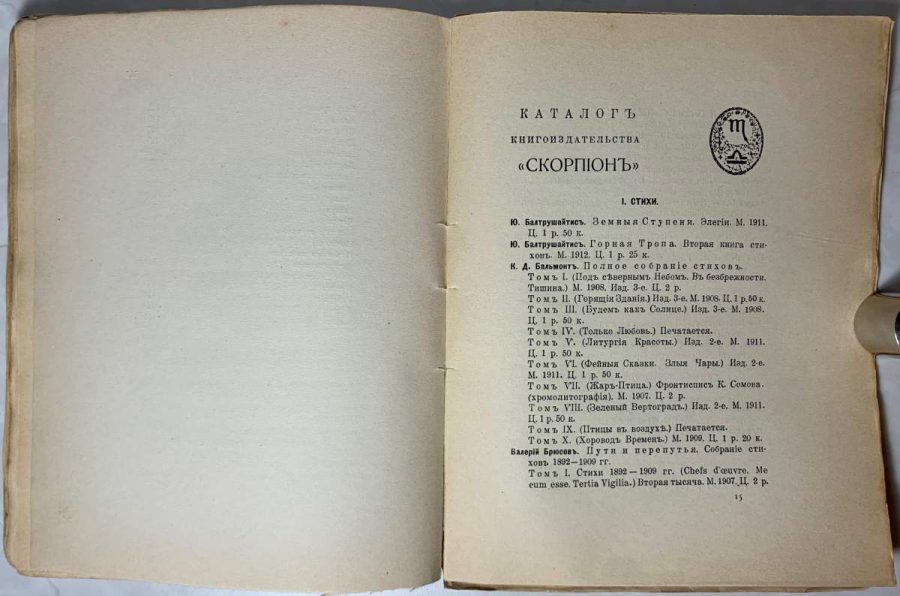 КАТАЛОГЪ
КНИГОИЗДАТЕЛЬСТВА
«СКОРПІОНЪ»
I. СТИХИ.
Ю. Балтрушайтисъ. Земныя Ступени. Элегіи. М. 1911.
Ц. 1 р. 50 к.
Ю. Балтрушайтисъ. Горная Тропа. Вторая книга сти-
ховъ. М. 1912. Ц. 1 р. 25 к.
К. Д. Бальмонтъ. Полное собраніе стиховъ.
Томъ I. (Подъ сѣвернымъ Небомъ. Въ безбрежности.
Тишина.) М. 1908. Изд. 3-е. Ц. 2 р.
Томъ II. (Горящія Зданія.) Изд. 3-е. М. 1908. Ц. 1 р. 50 к.
Томъ III. (Будемъ какъ Солнце.) Изд. 3-е. М. 1908.
Ц. 1 р. 50 к.
Томъ IV. (Только Любовь.) Печатается.
Томъ V. (Литургія Красоты.) Изд. 2-е. М. 1911.
Ц. 1 р. 50 к.
Томъ VI. (Фейныя Сказки. Злыя Чары.) Изд. 2-е.
М. 1911. Ц. 1 р. 50 к.
Томъ VII. (Жаръ-Птица.) Фронтисписъ К. Сомова.
(хромолитографія). М. 1907. Ц. 2 р.
Томъ VIII. (Зеленый Вертоградъ.) Изд. 2-е. М. 1911.
Ц. 1 р. 50 к.
Томъ IX. (Птицы въ воздухѣ.) Печатается.
Томъ X. (Хороводъ Временъ.) М. 1909. Ц. 1 р. 20 к.
Валерій Брюсовъ. Пути и перепутья. Собраніе сти-
ховъ 1892—1909 гг.
Томъ I. Стихи 1892 — 1909 гг. (Chefs d'œuvre. Me
eum esse. Tertia Vigilia.) Вторая тысяча. М. 1907. Ц. 2 р.
15